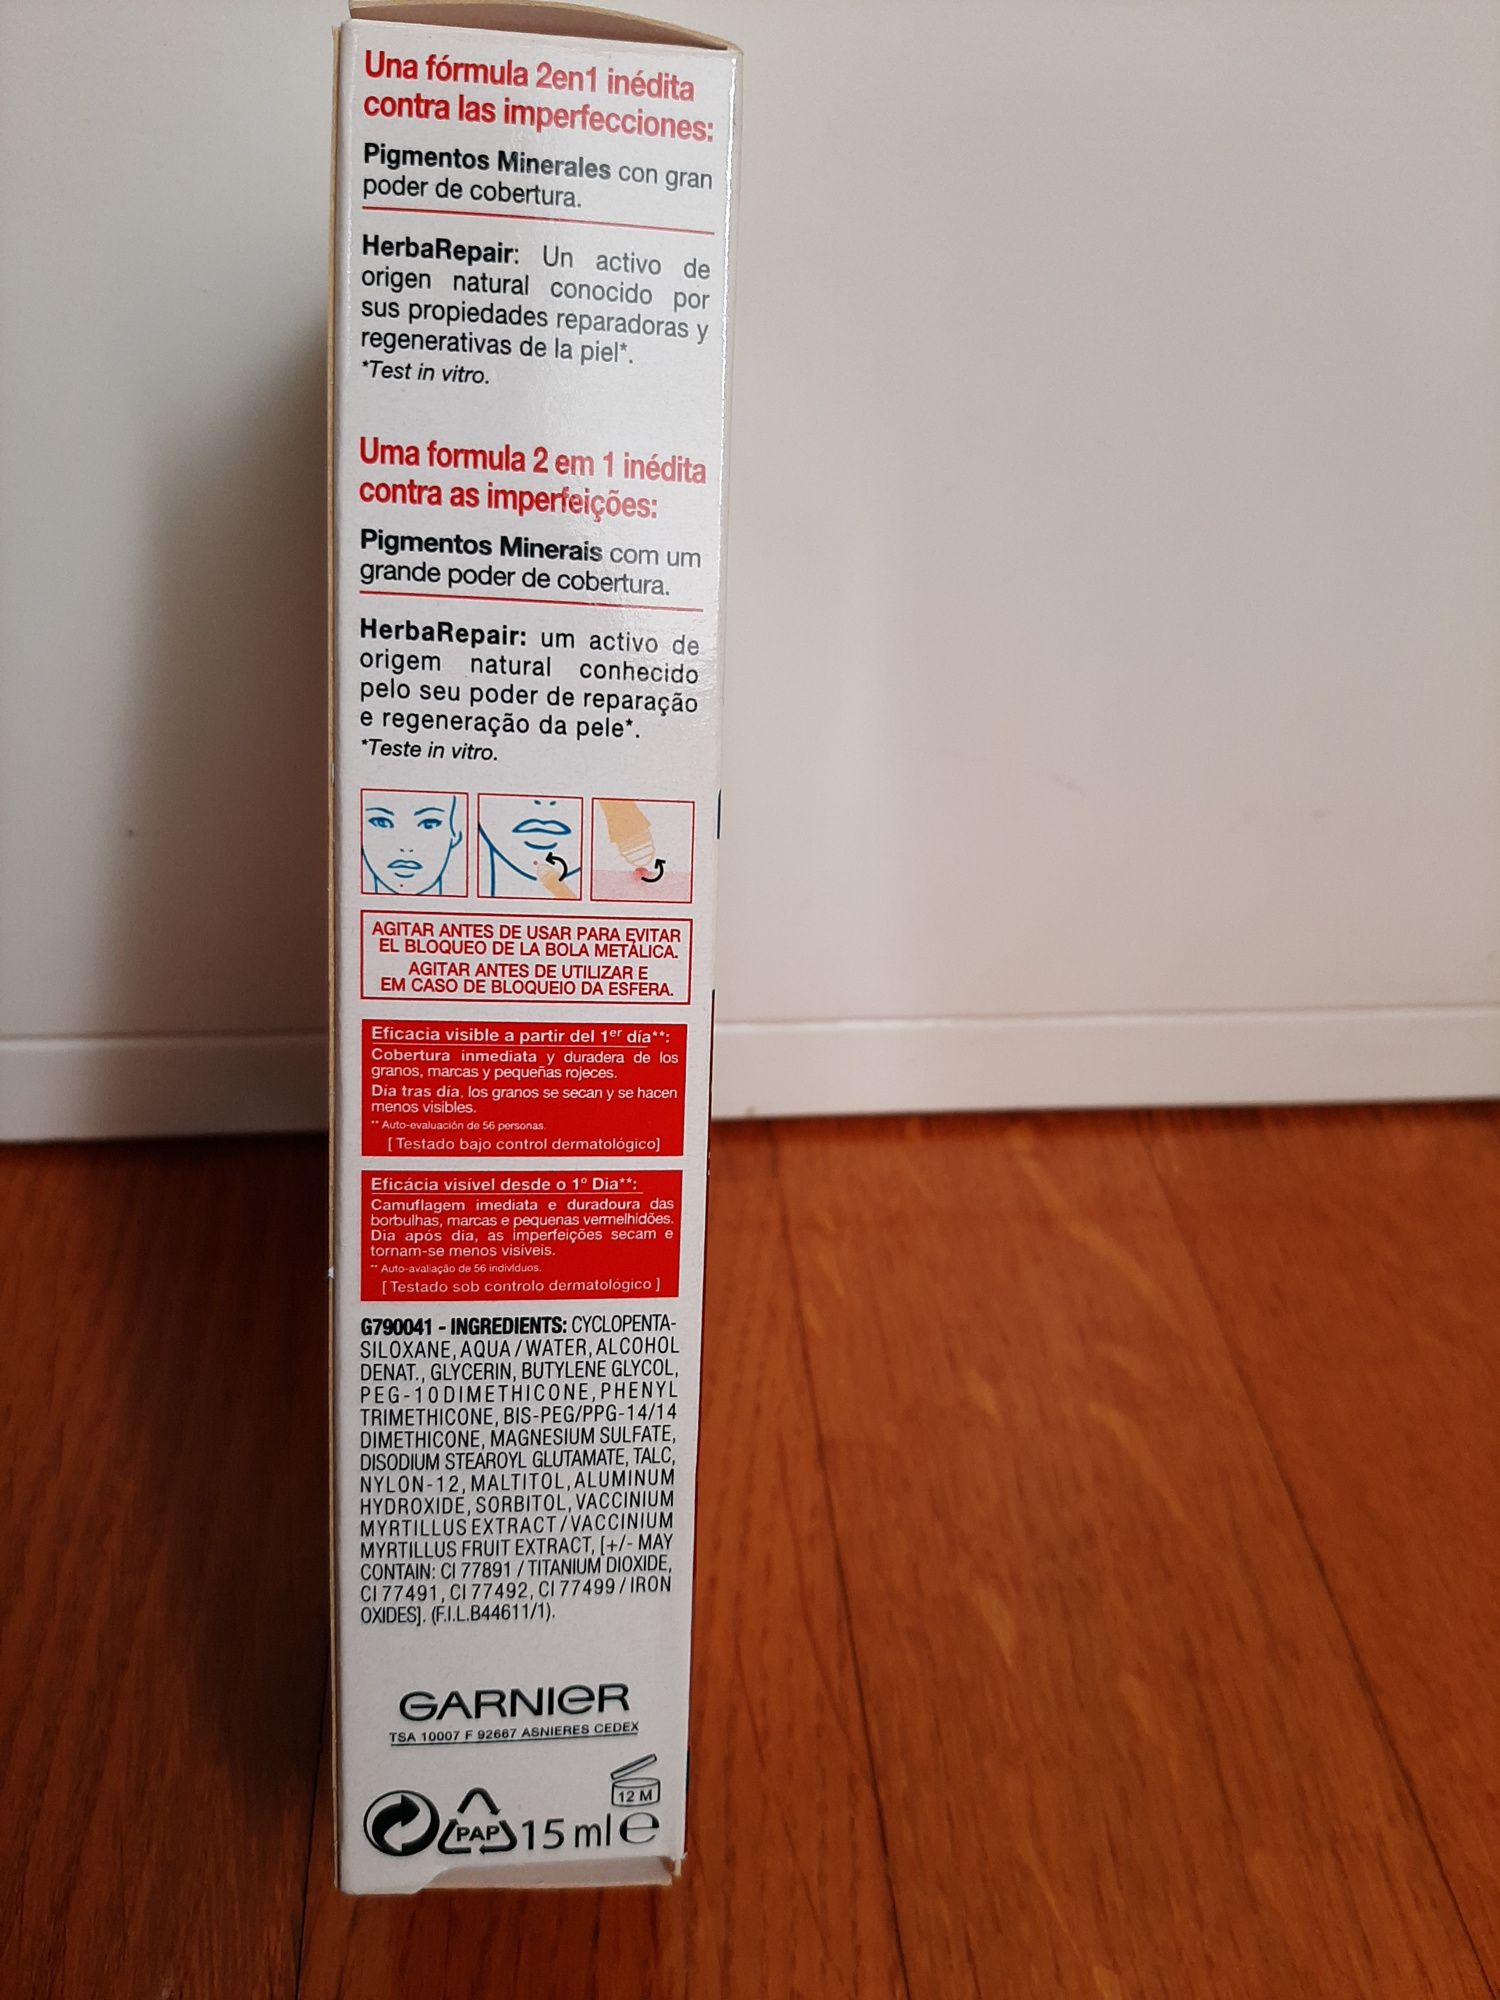 Una fórmula 2en1 inédita
contra las imperfecciones:
Pigmentos Minerales con gran
poder de cobertura.
HerbaRepair: Un activo de
origen natural conocido por
sus propiedades reparadoras y
regenerativas de la piel*.
*Test in vitro.
Uma formula 2 em 1 inédita
contra as imperfeições:
Pigmentos Minerais com um
grande poder de cobertura.
HerbaRepair: um activo de
origem natural conhecido
pelo seu poder de reparação
e regeneração da pele*.
*Teste in vitro.
AGITAR ANTES DE USAR PARA EVITAR
EL BLOQUEO DE LA BOLA METÁLICA.
AGITAR ANTES DE UTILIZAR E
EM CASO DE BLOQUEIO DA ESFERA.
Eficacia visible a partir del 1er día**:
Cobertura inmediata y duradera de los
granos, marcas y pequeñas rojeces.
Día tras día, los granos se secan y se hacen
menos visibles.
** Auto-evaluación de 56 personas.
[Testado bajo control dermatológico]
Eficácia visível desde o 1º Dia**:
Camuflagem imediata e duradoura das
borbulhas, marcas e pequenas vermelhidões.
Dia após dia, as imperfeições secam e
tornam-se menos visíveis.
** Auto-avaliação de 56 indivíduos.
[Testado sob controlo dermatológico]
G790041 - INGREDIENTS: CYCLOPENTA-
SILOXANE, AQUA / WATER, ALCOHOL
DENAT., GLYCERIN, BUTYLENE GLYCOL,
PEG-10 DIMETHICONE, PHENYL
TRIMETHICONE, BIS-PEG/PPG-14/14
DIMETHICONE, MAGNESIUM SULFATE,
DISODIUM STEAROYL GLUTAMATE, TALC,
NYLON-12, MALTITOL, ALUMINUM
HYDROXIDE, SORBITOL, VACCINIUM
MYRTILLUS EXTRACT / VACCINIUM
MYRTILLUS FRUIT EXTRACT, [+/- MAY
CONTAIN: CI 77891 / TITANIUM DIOXIDE,
CI 77491, CI 77492, CI 77499 / IRON
OXIDES]. (F.I.L.B44611/1).
GARNIER
TSA 10007 F 92667 ASNIERES CEDEX
12 M
PAP 15 ml e